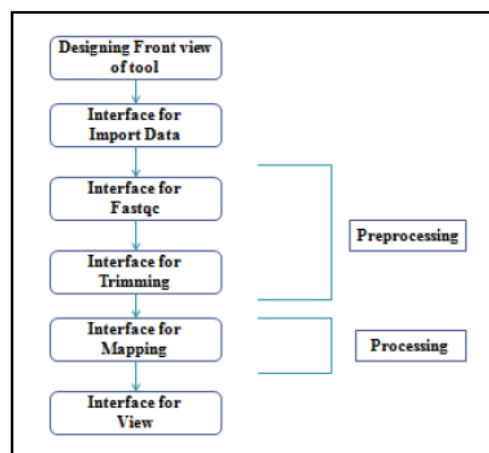 Designing Front view
of tool
Interface for
Import Data
Interface for
Fastqc
Interface for
Trimming
Preprocessing
Interface for
Mapping
Processing
Interface for
View